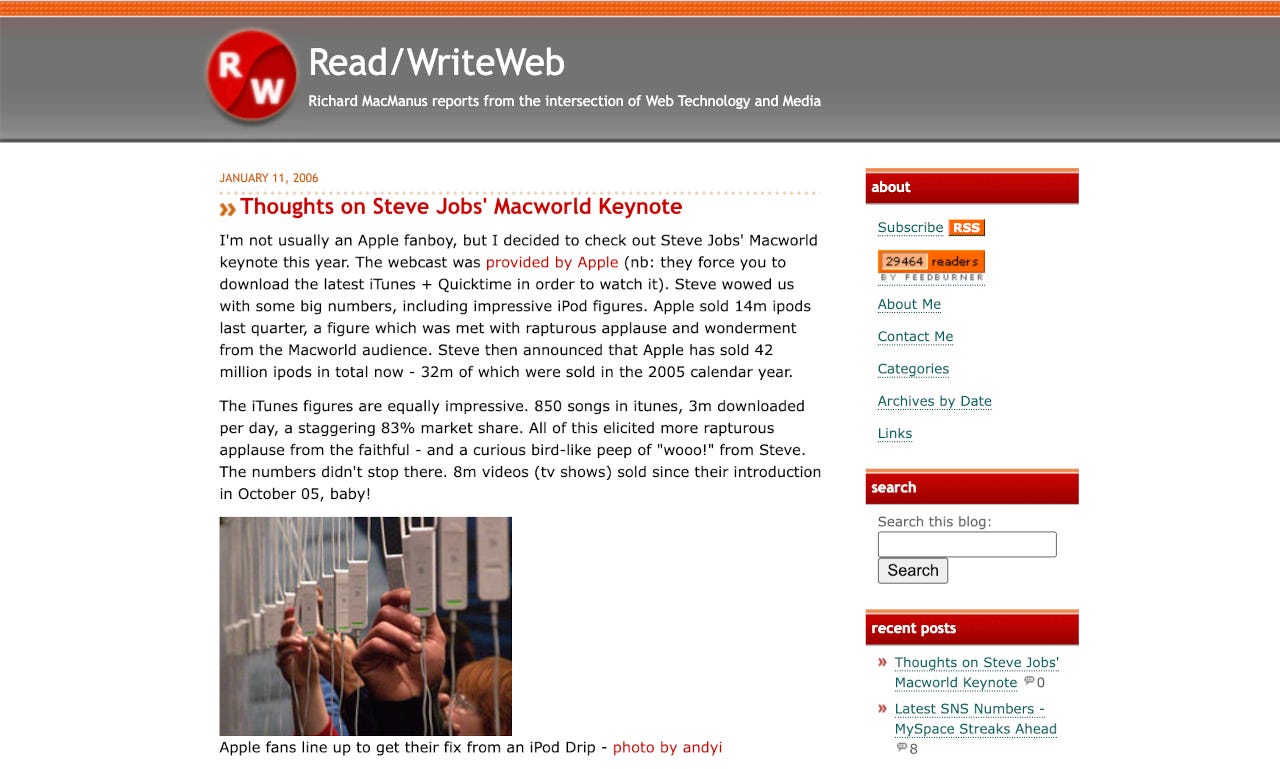 R
W
Read/WriteWeb
Richard MacManus reports from the intersection of Web Technology and Media
JANUARY 11, 2006
Thoughts on Steve Jobs' Macworld Keynote
I'm not usually an Apple fanboy, but I decided to check out Steve Jobs' Macworld
keynote this year. The webcast was provided by Apple (nb: they force you to
download the latest iTunes + Quicktime in order to watch it). Steve wowed us
with some big numbers, including impressive iPod figures. Apple sold 14m ipods
last quarter, a figure which was met with rapturous applause and wonderment
from the Macworld audience. Steve then announced that Apple has sold 42
million ipods in total now - 32m of which were sold in the 2005 calendar year.
The iTunes figures are equally impressive. 850 songs in itunes, 3m downloaded
per day, a staggering 83% market share. All of this elicited more rapturous
applause from the faithful - and a curious bird-like peep of "wooo!" from Steve.
The numbers didn't stop there. 8m videos (tv shows) sold since their introduction
in October 05, baby!
Apple fans line up to get their fix from an iPod Drip - photo by andyi
about
Subscribe RSS
29464 readers
BY FEEDBURNER
About Me
Contact Me
Categories
Archives by Date
Links
search
Search this blog:
Search
recent posts
» Thoughts on Steve Jobs'
Macworld Keynote 0
» Latest SNS Numbers -
MySpace Streaks Ahead
8